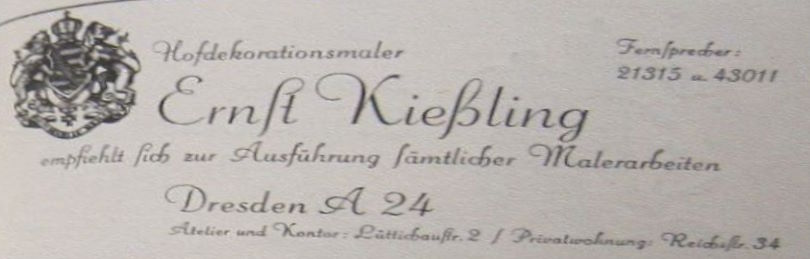 Hofdekorationsmaler
Fernsprecher:
21315 u. 43011
Ernst Kießling
empfiehlt sich zur Ausführung sämtlicher Malerarbeiten
Dresden A 24
Atelier und Kontor: Lüttichaustr. 2 / Privatwohnung: Reichsstr. 34